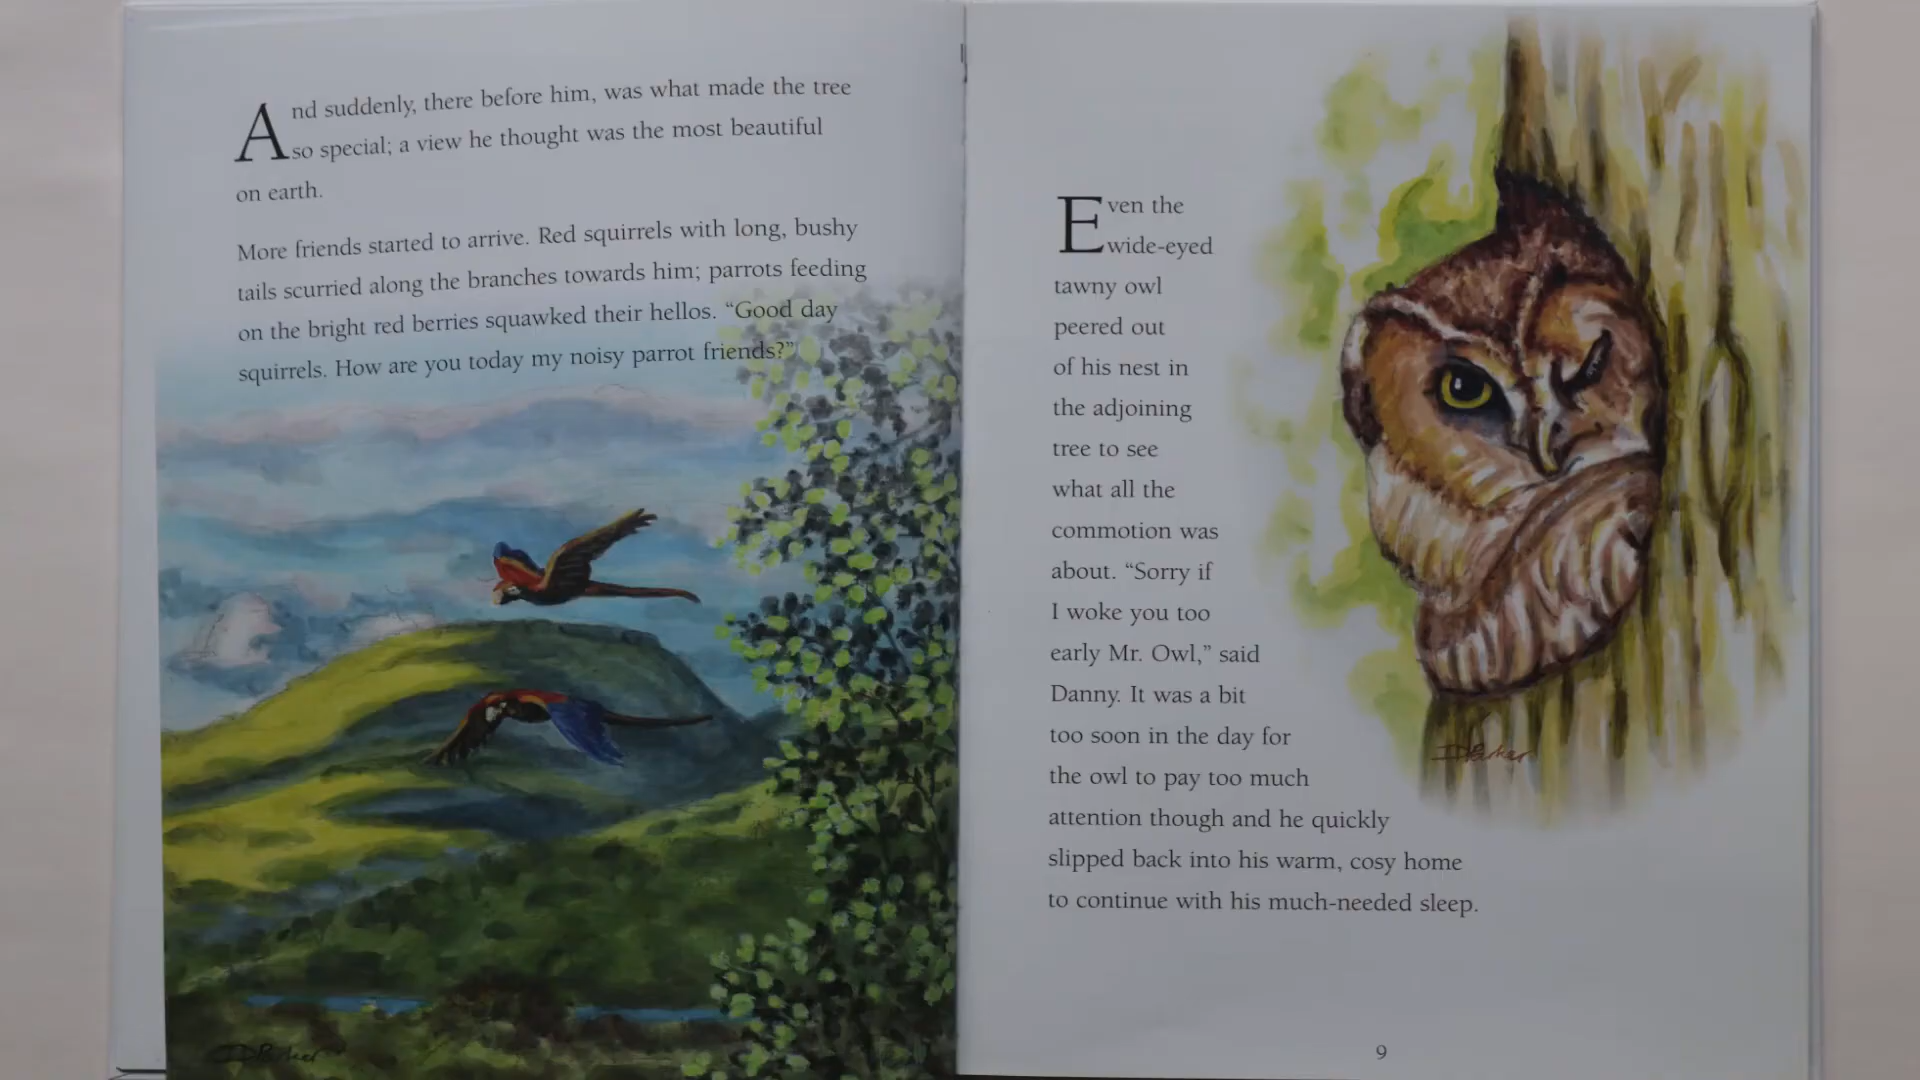 And suddenly, there before him, was what made the tree
so special; a view he thought was the most beautiful
on earth.
More friends started to arrive. Red squirrels with long, bushy
tails scurried along the branches towards him; parrots feeding
on the bright red berries squawked their hellos. “Good day
squirrels. How are you today my noisy parrot friends?”
Even the
wide-eyed
tawny owl
peered out
of his nest in
the adjoining
tree to see
what all the
commotion was
about. “Sorry if
I woke you too
early Mr. Owl,” said
Danny. It was a bit
too soon in the day for
the owl to pay too much
attention though and he quickly
slipped back into his warm, cosy home
to continue with his much-needed sleep.
9